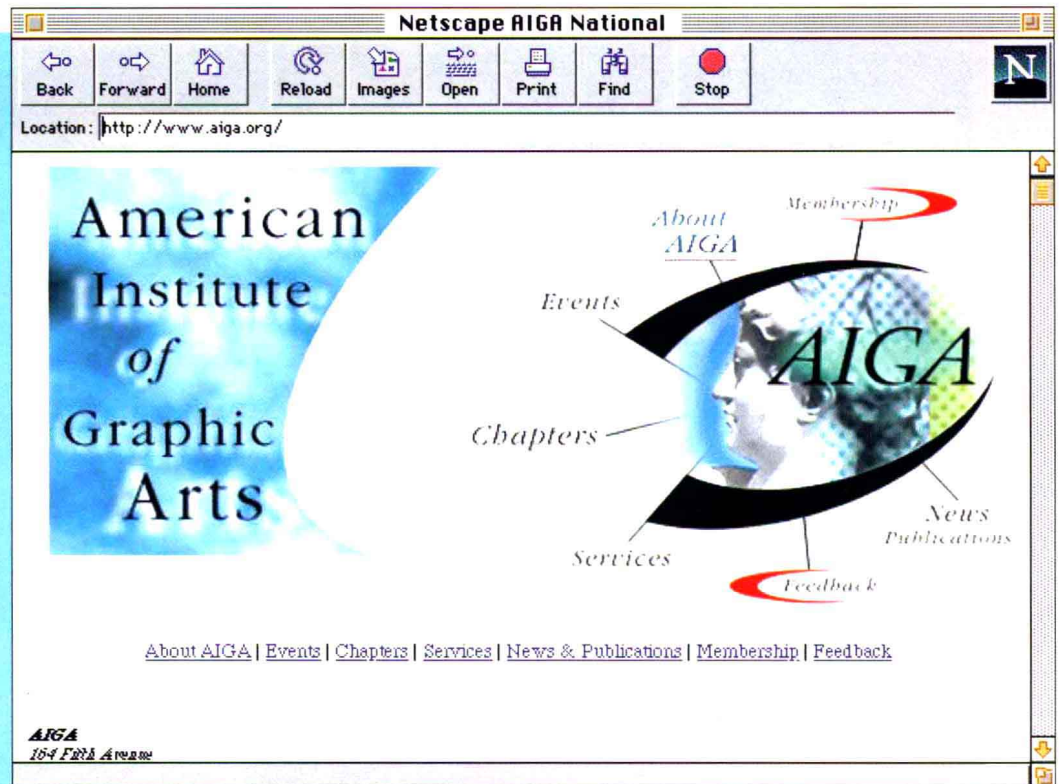 Netscape AIGA National
Back Forward Home Reload Images Open Print Find Stop
N
Location: http://www.aiga.org/
American
Institute
of
Graphic
Arts
Membership
About
AIGA
Events
AIGA
Chapters
News
Publications
Services
Feedback
About AIGA | Events | Chapters | Services | News & Publications | Membership | Feedback
AIGA
164 Fifth Avenue